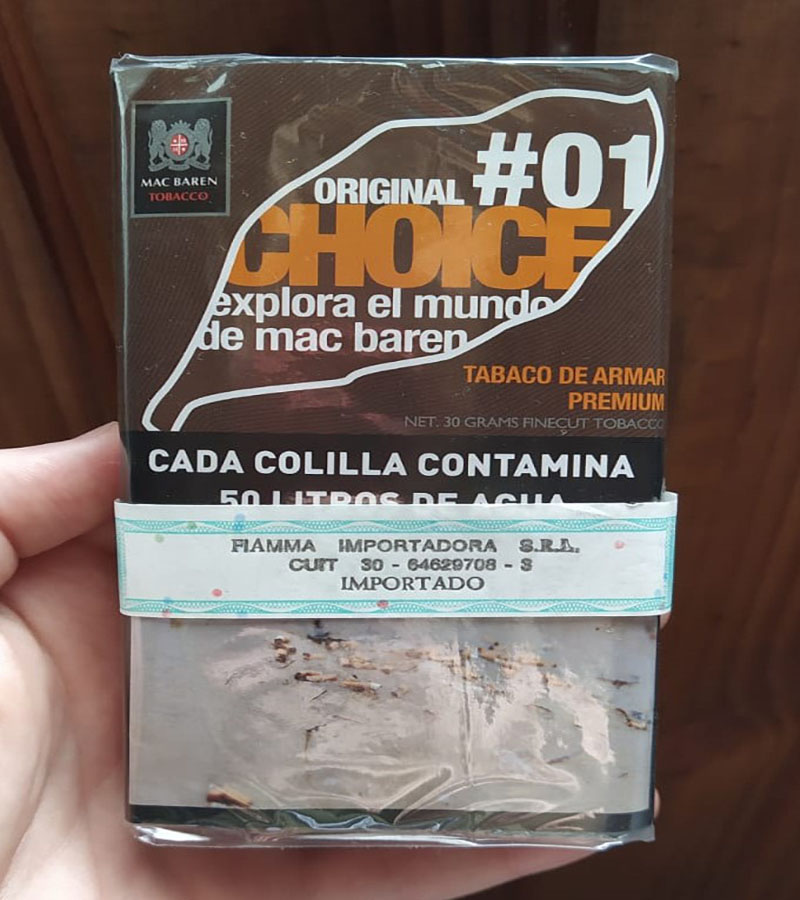 MAC BAREN
TOBACCO
#01
ORIGINAL
CHOICE
explora el mundo
de mac baren
TABACO DE ARMAR
PREMIUM
NET. 30 GRAMS FINECUT TOBACCO
CADA COLILLA CONTAMINA
50 LITROS DE AGUA
FIAMMA IMPORTADORA S.R.L.
CUIT 30 - 64629708 - 3
IMPORTADO